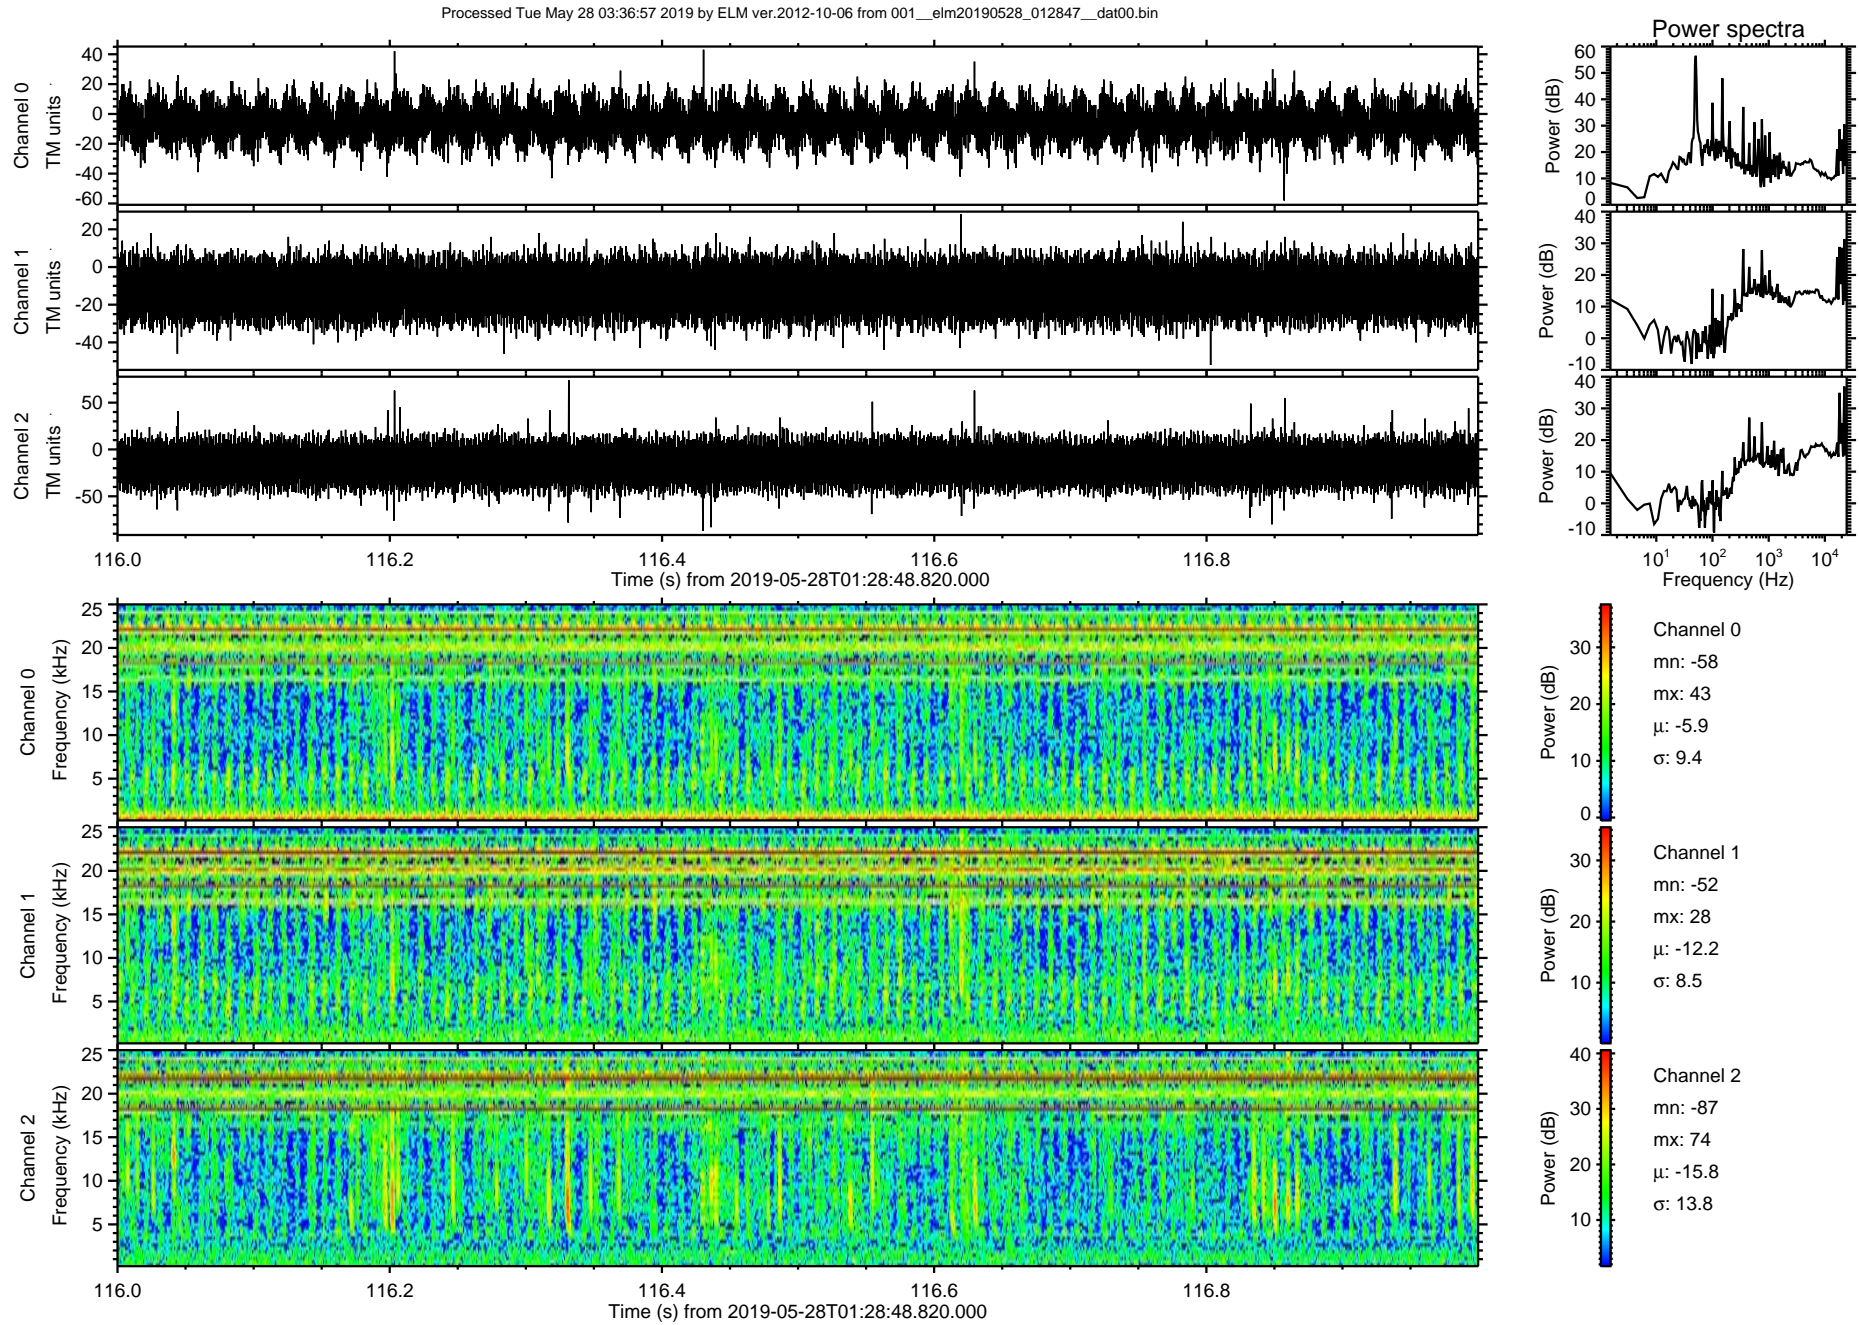 Processed Tue May 28 03:36:57 2019 by ELM ver.2012-10-06 from 001__elm20190528_012847__dat00.bin
Power spectra
Channel 0
TM units
40
20
0
-20
-40
-60
Power (dB)
60
50
40
30
20
10
0
Channel 1
TM units
20
0
-20
-40
Power (dB)
40
30
20
10
0
-10
Channel 2
TM units
50
0
-50
Power (dB)
40
30
20
10
0
-10
116.0 116.2 116.4 116.6 116.8
Time (s) from 2019-05-28T01:28:48.820.000
10¹ 10² 10³ 10⁴
Frequency (Hz)
Channel 0
Frequency (kHz)
25
20
15
10
5
Power (dB)
30
20
10
0
Channel 0
mn: -58
mx: 43
μ: -5.9
σ: 9.4
Channel 1
Frequency (kHz)
25
20
15
10
5
Power (dB)
30
20
10
Channel 1
mn: -52
mx: 28
μ: -12.2
σ: 8.5
Channel 2
Frequency (kHz)
25
20
15
10
5
Power (dB)
40
30
20
10
Channel 2
mn: -87
mx: 74
μ: -15.8
σ: 13.8
116.0 116.2 116.4 116.6 116.8
Time (s) from 2019-05-28T01:28:48.820.000